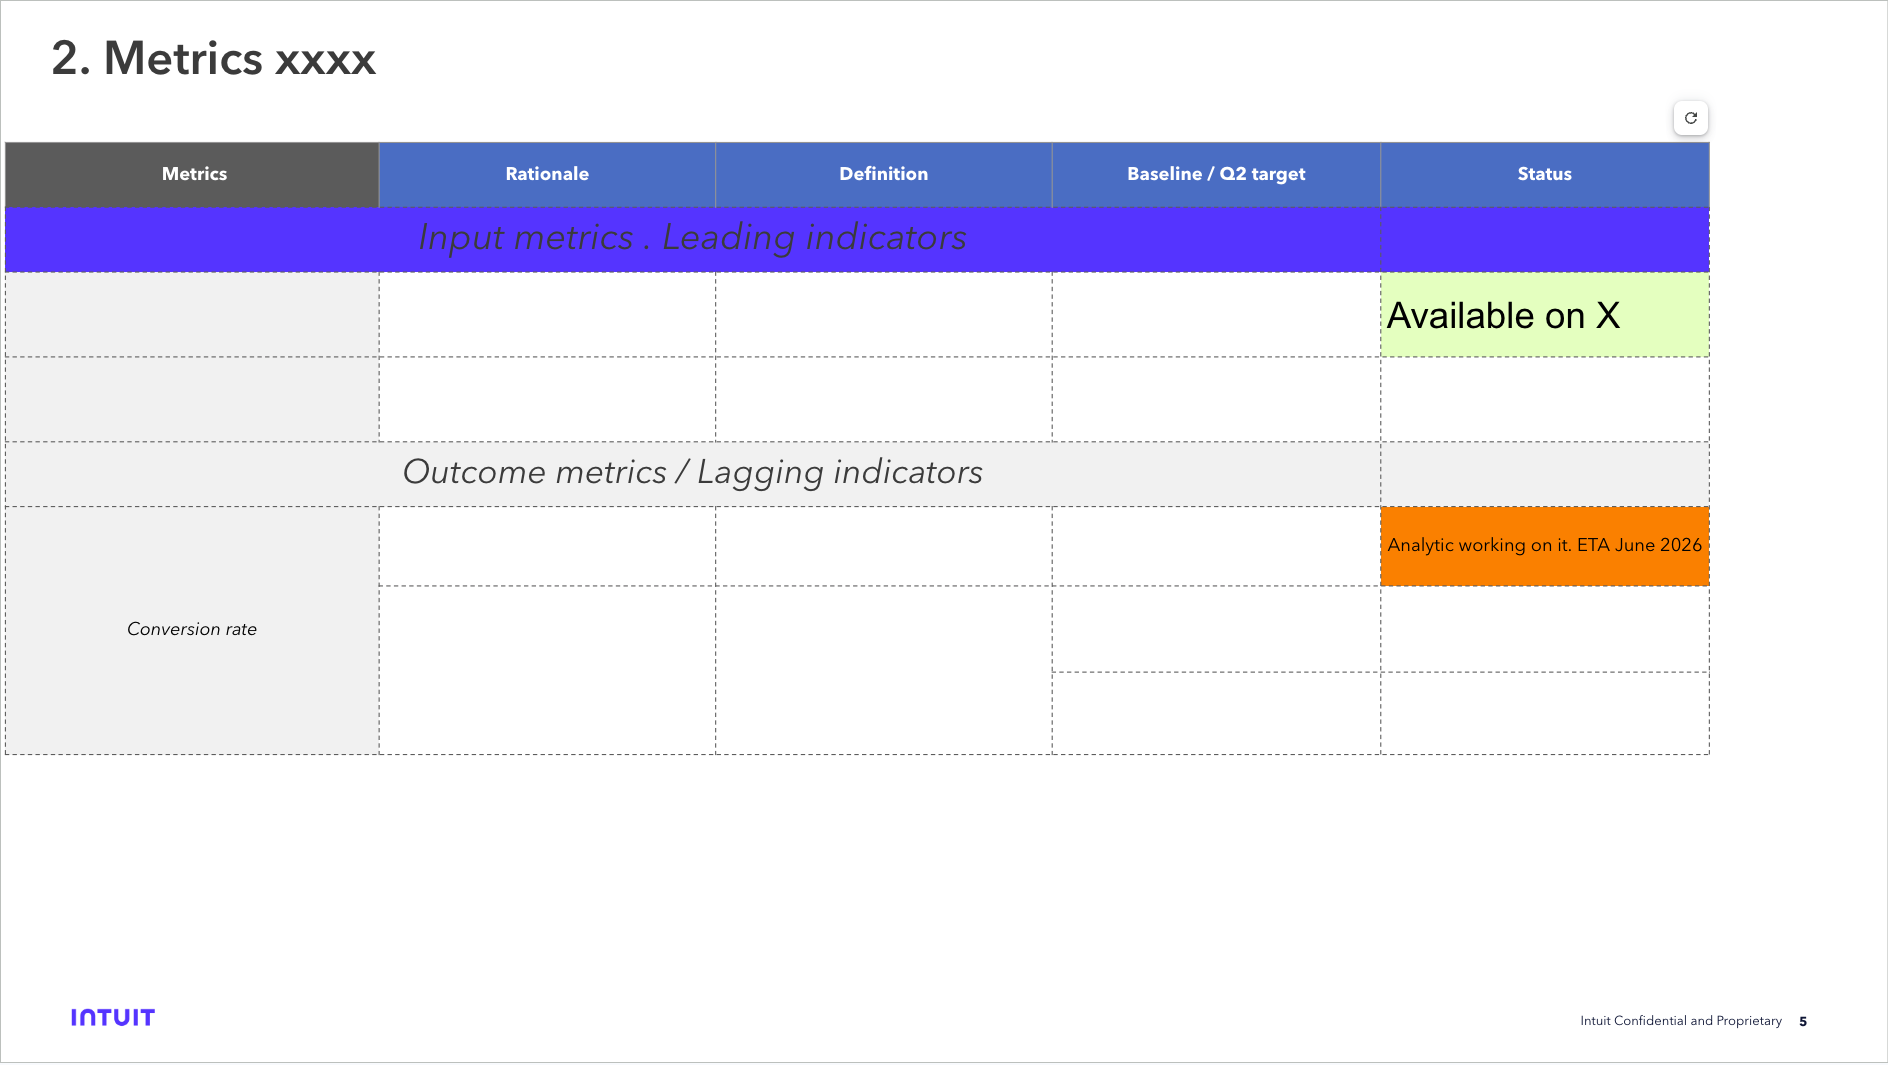 2. Metrics xxxx
Metrics
Rationale
Definition
Baseline / Q2 target
Status
Input metrics . Leading indicators
Available on X
Outcome metrics / Lagging indicators
Analytic working on it. ETA June 2026
Conversion rate
INTUIT
Intuit Confidential and Proprietary 5